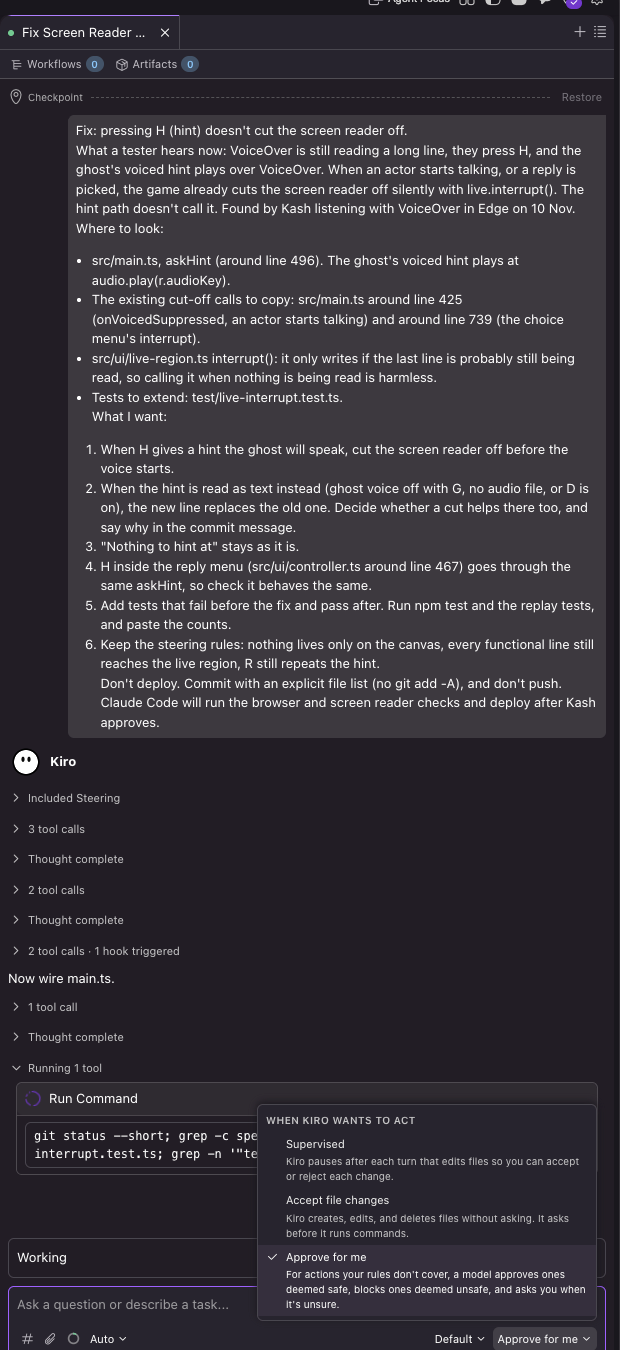 Agent Focus
Fix Screen Reader ...
Workflows 0 Artifacts 0
Checkpoint Restore
Fix: pressing H (hint) doesn't cut the screen reader off.
What a tester hears now: VoiceOver is still reading a long line, they press H, and the
ghost's voiced hint plays over VoiceOver. When an actor starts talking, or a reply is
picked, the game already cuts the screen reader off silently with live.interrupt(). The
hint path doesn't call it. Found by Kash listening with VoiceOver in Edge on 10 Nov.
Where to look:
• src/main.ts, askHint (around line 496). The ghost's voiced hint plays at
audio.play(r.audioKey).
• The existing cut-off calls to copy: src/main.ts around line 425
(onVoicedSuppressed, an actor starts talking) and around line 739 (the choice
menu's interrupt).
• src/ui/live-region.ts interrupt(): it only writes if the last line is probably still being
read, so calling it when nothing is being read is harmless.
• Tests to extend: test/live-interrupt.test.ts.
What I want:
1. When H gives a hint the ghost will speak, cut the screen reader off before the
voice starts.
2. When the hint is read as text instead (ghost voice off with G, no audio file, or D is
on), the new line replaces the old one. Decide whether a cut helps there too, and
say why in the commit message.
3. "Nothing to hint at" stays as it is.
4. H inside the reply menu (src/ui/controller.ts around line 467) goes through the
same askHint, so check it behaves the same.
5. Add tests that fail before the fix and pass after. Run npm test and the replay tests,
and paste the counts.
6. Keep the steering rules: nothing lives only on the canvas, every functional line still
reaches the live region, R still repeats the hint.
Don't deploy. Commit with an explicit file list (no git add -A), and don't push.
Claude Code will run the browser and screen reader checks and deploy after Kash
approves.
Kiro
Included Steering
3 tool calls
Thought complete
2 tool calls
Thought complete
2 tool calls · 1 hook triggered
Now wire main.ts.
1 tool call
Thought complete
Running 1 tool
Run Command
git status --short; grep -c spe
interrupt.test.ts; grep -n '"te
WHEN KIRO WANTS TO ACT
Supervised
Kiro pauses after each turn that edits files so you can accept
or reject each change.
Accept file changes
Kiro creates, edits, and deletes files without asking. It asks
before it runs commands.
Approve for me
For actions your rules don't cover, a model approves ones
deemed safe, blocks ones deemed unsafe, and asks you when
it's unsure.
Working
Ask a question or describe a task...
# Auto Default Approve for me